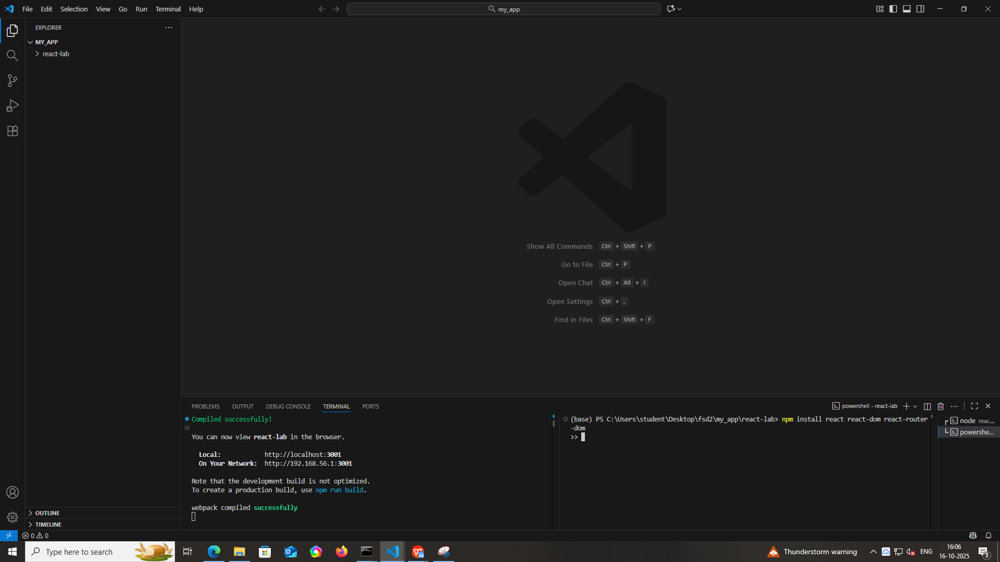 File Edit Selection View Go Run Terminal Help
my_app
EXPLORER
MY_APP
react-lab
Show All Commands Ctrl + Shift + P
Go to File Ctrl + P
Open Chat Ctrl + Alt + I
Open Settings Ctrl + ,
Find in Files Ctrl + Shift + F
PROBLEMS OUTPUT DEBUG CONSOLE TERMINAL PORTS
powershell - react-lab
Compiled successfully!
You can now view react-lab in the browser.
Local: http://localhost:3001
On Your Network: http://192.168.56.1:3001
Note that the development build is not optimized.
To create a production build, use npm run build.
webpack compiled successfully
(base) PS C:\Users\student\Desktop\fsd2\my_app\react-lab> npm install react react-dom react-router
-dom
>>
node reac...
powershe...
OUTLINE
TIMELINE
0 0
Type here to search
Thunderstorm warning
ENG
16:06
16-10-2025
3